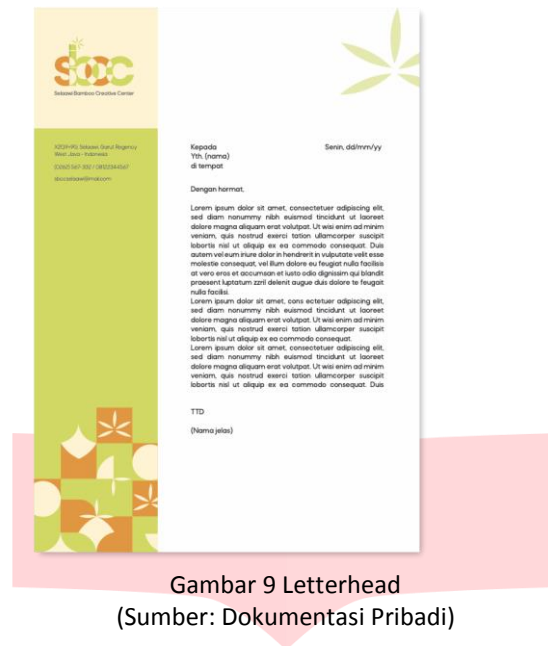 sbcc
Selaawi Bamboo Creative Center
West Java - Indonesia
Kepada
Senin, dd/mm/yy
Yth. (nama)
di tempat
Dengan hormat,
Lorem ipsum dolor sit amet, consectetuer adipiscing elit,
sed diam nonummy nibh euismod tincidunt ut laoreet
dolore magna aliquam erat volutpat. Ut wisi enim ad minim
veniam, quis nostrud exerci tation ullamcorper suscipit
lobortis nisl ut aliquip ex ea commodo consequat. Duis
autem vel eum iriure dolor in hendrerit in vulputate velit esse
molestie consequat, vel illum dolore eu feugiat nulla facilisis
at vero eros et accumsan et iusto odio dignissim qui blandit
praesent luptatum zzril delenit augue duis dolore te feugait
nulla facilisi.
Lorem ipsum dolor sit amet, cons ectetuer adipiscing elit,
sed diam nonummy nibh euismod tincidunt ut laoreet
dolore magna aliquam erat volutpat. Ut wisi enim ad minim
veniam, quis nostrud exerci tation ullamcorper suscipit
lobortis nisl ut aliquip ex ea commodo consequat.
Lorem ipsum dolor sit amet, consectetuer adipiscing elit,
sed diam nonummy nibh euismod tincidunt ut laoreet
dolore magna aliquam erat volutpat. Ut wisi enim ad minim
veniam, quis nostrud exerci tation ullamcorper suscipit
lobortis nisl ut aliquip ex ea commodo consequat. Duis
TTD
(Nama jelas)
Gambar 9 Letterhead
(Sumber: Dokumentasi Pribadi)